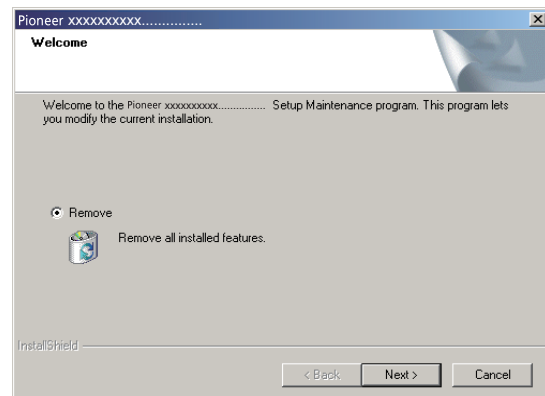 Pioneer xxxxxxxxxx...............
Welcome
Welcome to the Pioneer xxxxxxxxxx................ Setup Maintenance program. This program lets
you modify the current installation.
Remove
Remove all installed features.
InstallShield
< Back Next > Cancel